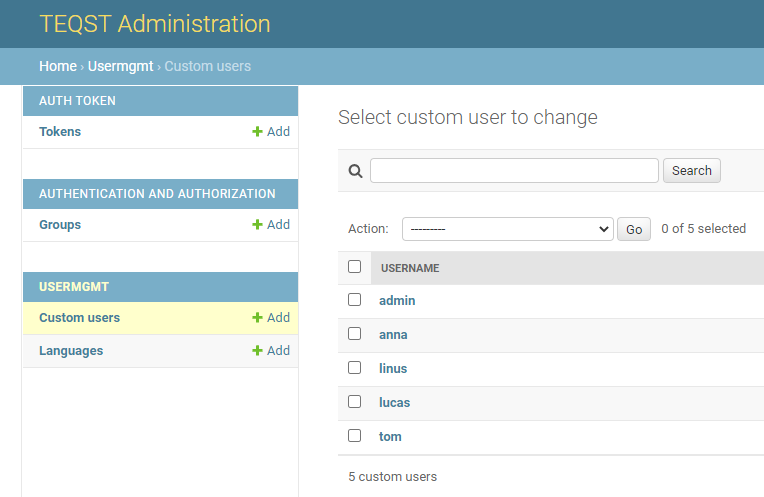 TEQST Administration
Home › Usermgmt › Custom users
AUTH TOKEN
Tokens
Add
AUTHENTICATION AND AUTHORIZATION
Groups
Add
USERMGMT
Custom users
Add
Languages
Add
Select custom user to change
Search
Action: --------- Go 0 of 5 selected
USERNAME
admin
anna
linus
lucas
tom
5 custom users